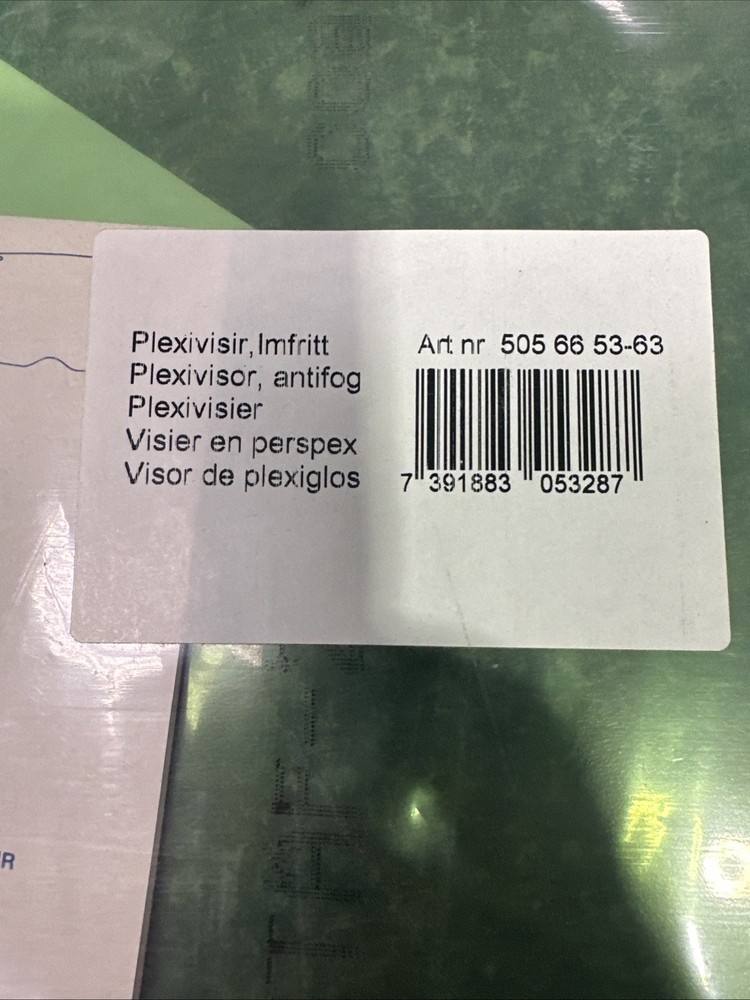 Plexivisir, Imfritt
Plexivisor, antifog
Plexivisier
Visier en perspex
Visor de plexiglos
Art nr 505 66 53-63
7 391883 053287
R